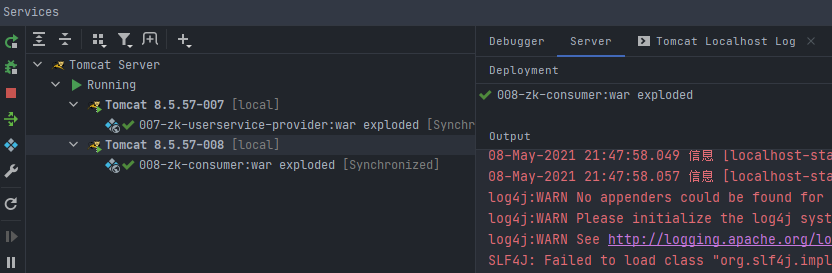 Services
Tomcat Server
Running
Tomcat 8.5.57-007 [local]
007-zk-userservice-provider:war exploded [Synchr
Tomcat 8.5.57-008 [local]
008-zk-consumer:war exploded [Synchronized]
Debugger
Server
Tomcat Localhost Log
Deployment
008-zk-consumer:war exploded
Output
08-May-2021 21:47:58.049 信息 [localhost-sta
08-May-2021 21:47:58.057 信息 [localhost-sta
log4j:WARN No appenders could be found for
log4j:WARN Please initialize the log4j syst
log4j:WARN See http://logging.apache.org/lo
SLF4J: Failed to load class "org.slf4j.impl